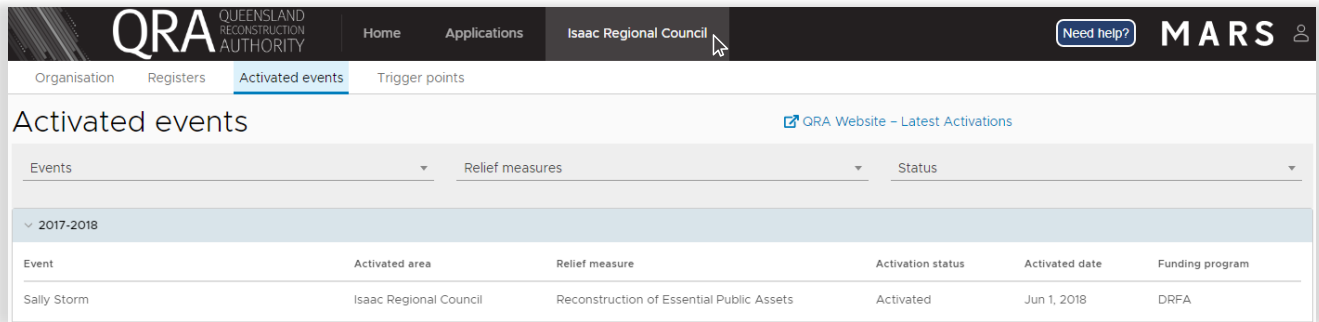 QRA QUEENSLAND RECONSTRUCTION AUTHORITY Home Applications Isaac Regional Council Need help? MARS
Organisation Registers Activated events Trigger points
Activated events QRA Website – Latest Activations
Events Relief measures Status
2017-2018
Event Activated area Relief measure Activation status Activated date Funding program
Sally Storm Isaac Regional Council Reconstruction of Essential Public Assets Activated Jun 1, 2018 DRFA